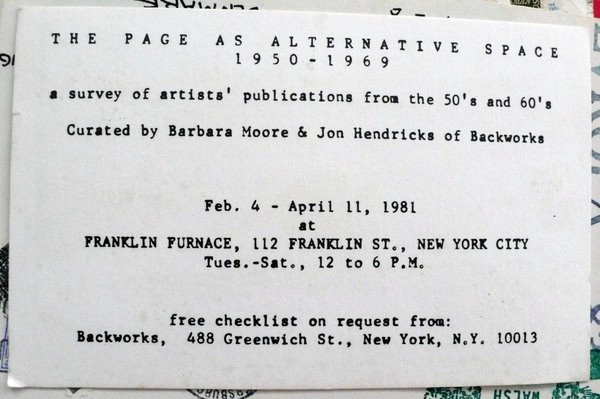 THE PAGE AS ALTERNATIVE SPACE
1950-1969
a survey of artists' publications from the 50's and 60's
Curated by Barbara Moore & Jon Hendricks of Backworks
Feb. 4 - April 11, 1981
at
FRANKLIN FURNACE, 112 FRANKLIN ST., NEW YORK CITY
Tues.-Sat., 12 to 6 P.M.
free checklist on request from:
Backworks, 488 Greenwich St., New York, N.Y. 10013
WALSH